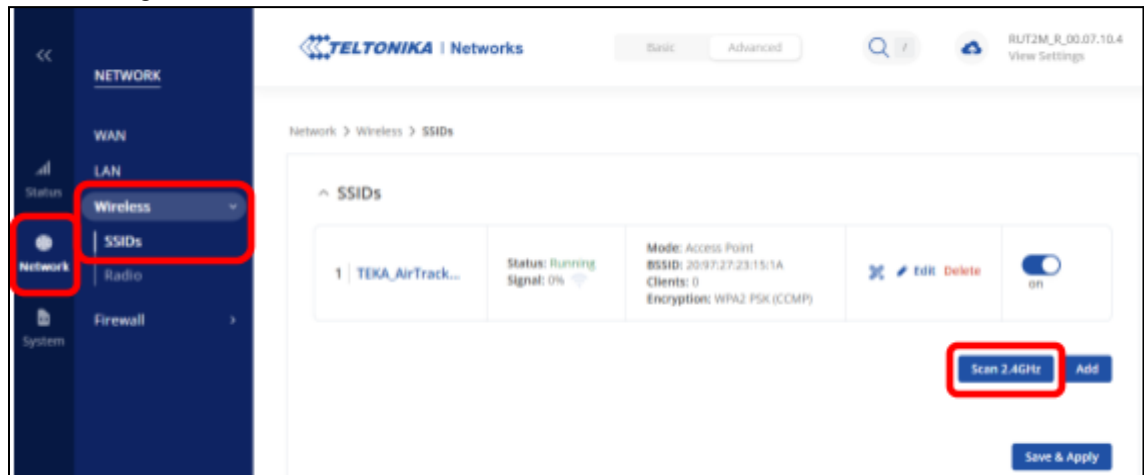 TELTONIKA | Networks
Basic
Advanced
RUT2M_R_00.07.10.4
View Settings
NETWORK
WAN
LAN
Wireless
SSIDs
Radio
Firewall
Status
Network
System
Network > Wireless > SSIDs
SSIDs
1
TEKA_AirTrack...
Status: Running
Signal: 0%
Mode: Access Point
BSSID: 20:97:27:23:15:1A
Clients: 0
Encryption: WPA2 PSK (CCMP)
Edit
Delete
on
Scan 2.4GHz
Add
Save & Apply